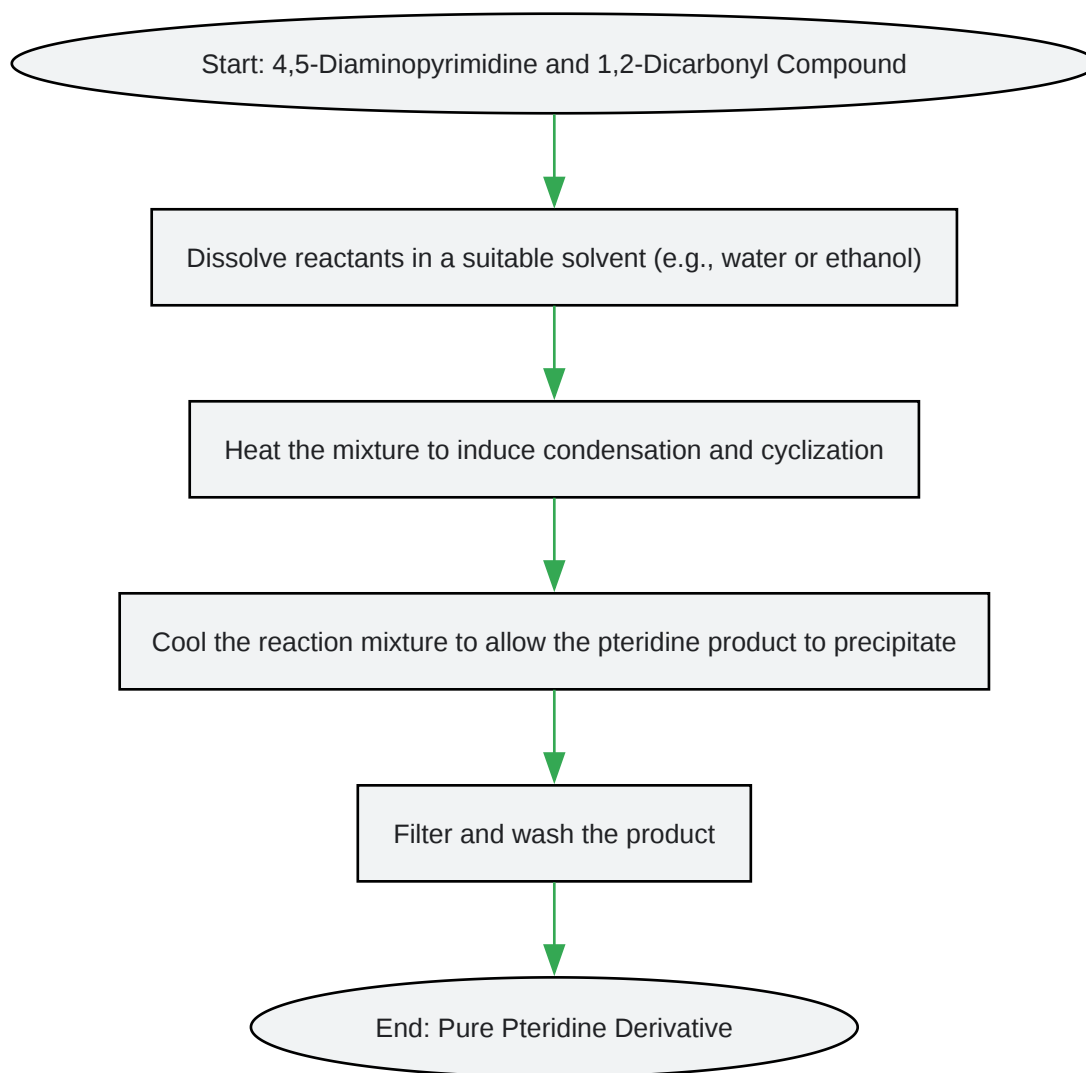 Start: 4,5-Diaminopyrimidine and 1,2-Dicarbonyl Compound
Dissolve reactants in a suitable solvent (e.g., water or ethanol)
Heat the mixture to induce condensation and cyclization
Cool the reaction mixture to allow the pteridine product to precipitate
Filter and wash the product
End: Pure Pteridine Derivative